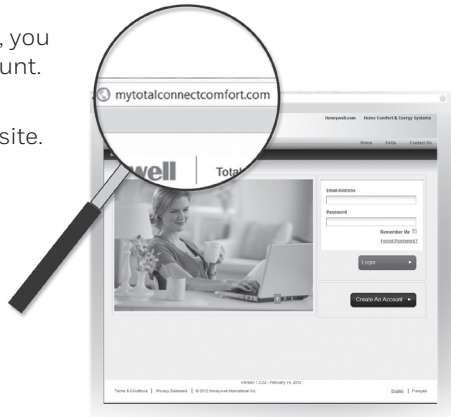 , you
unt.
site.
mytotalconnectcomfort.com
Honeywell.com Home Comfort & Energy Systems
Home FAQs Contact Us
well Total
Email Address
Password
Remember Me
Forgot Password?
Login
Create An Account
Version 1.2.22 - February 14, 2012
Terms & Conditions | Privacy Statement | © 2012 Honeywell International Inc.
English | Français